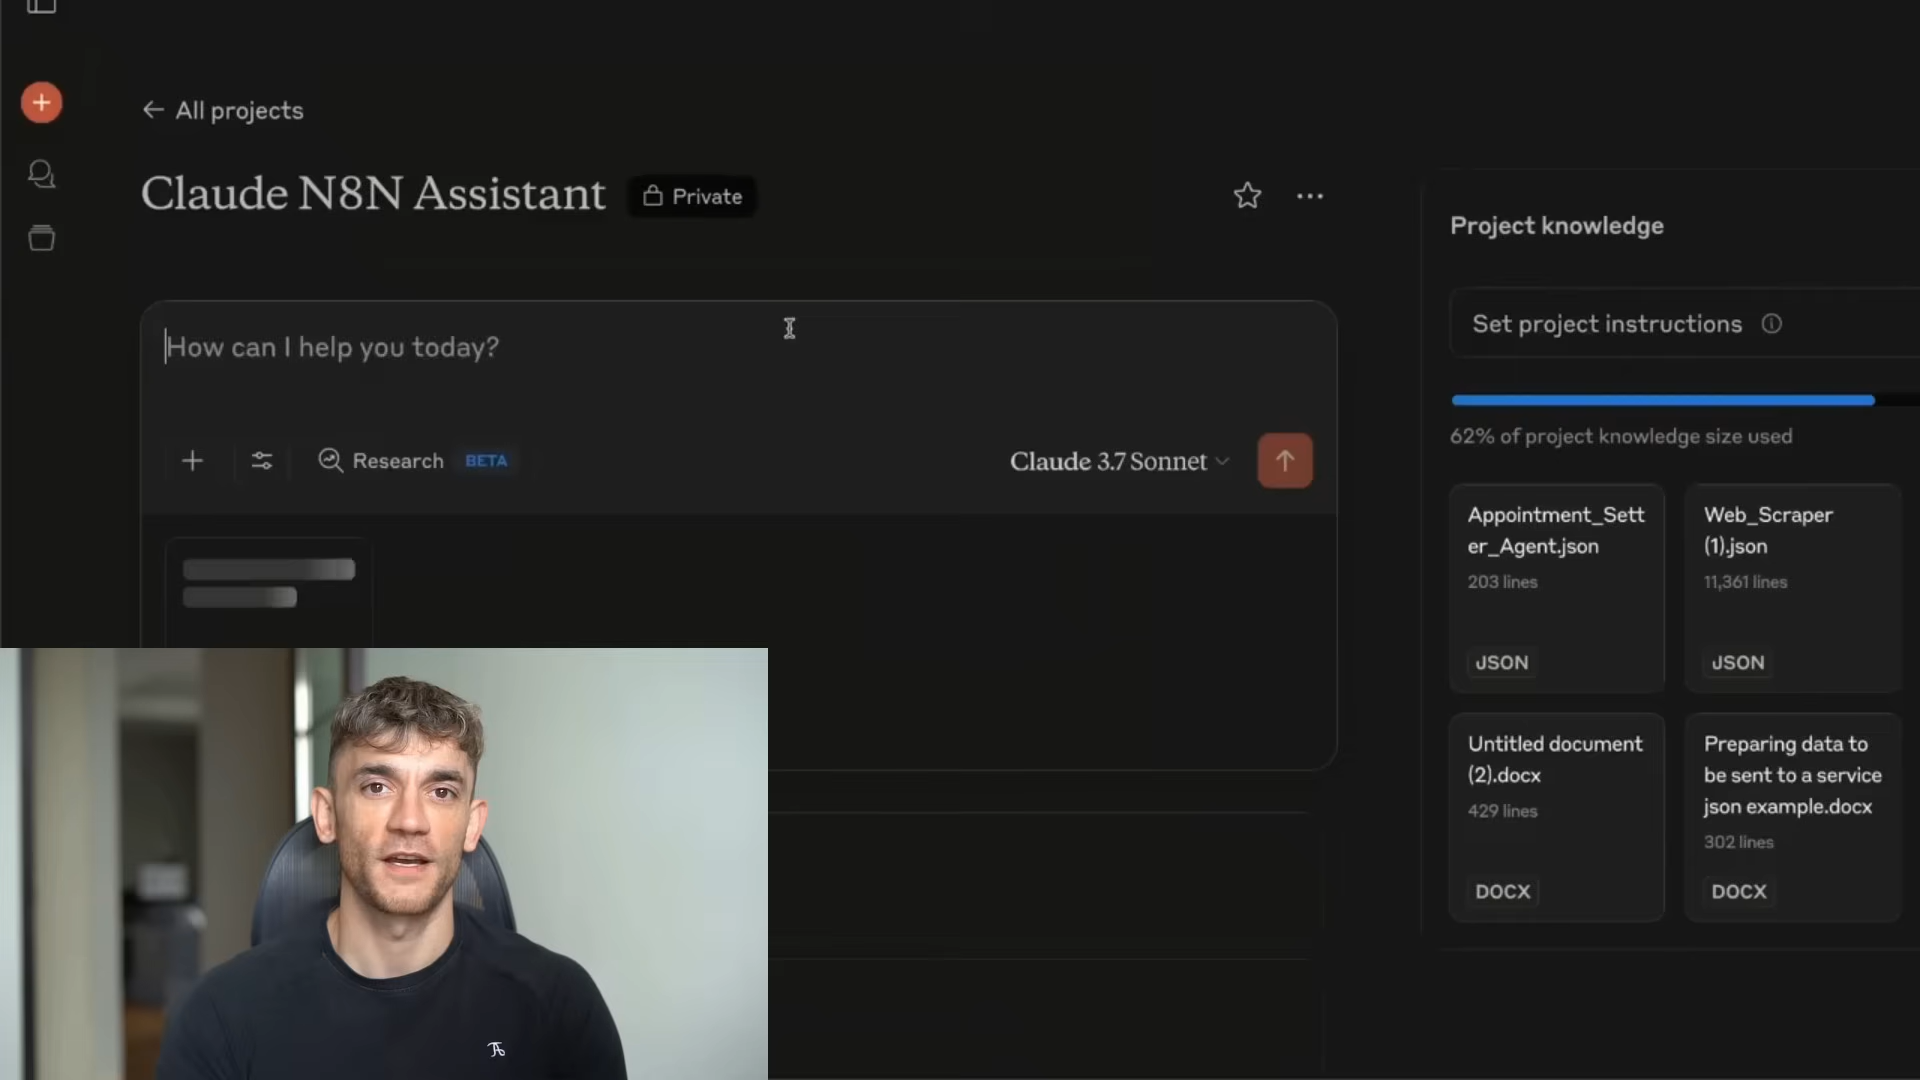 All projects
Claude N8N Assistant
Private
How can I help you today?
Research BETA
Claude 3.7 Sonnet
Project knowledge
Set project instructions
62% of project knowledge size used
Appointment_Sett
er_Agent.json
203 lines
JSON
Web_Scraper
(1).json
11,361 lines
JSON
Untitled document
(2).docx
429 lines
DOCX
Preparing data to
be sent to a service
json example.docx
302 lines
DOCX